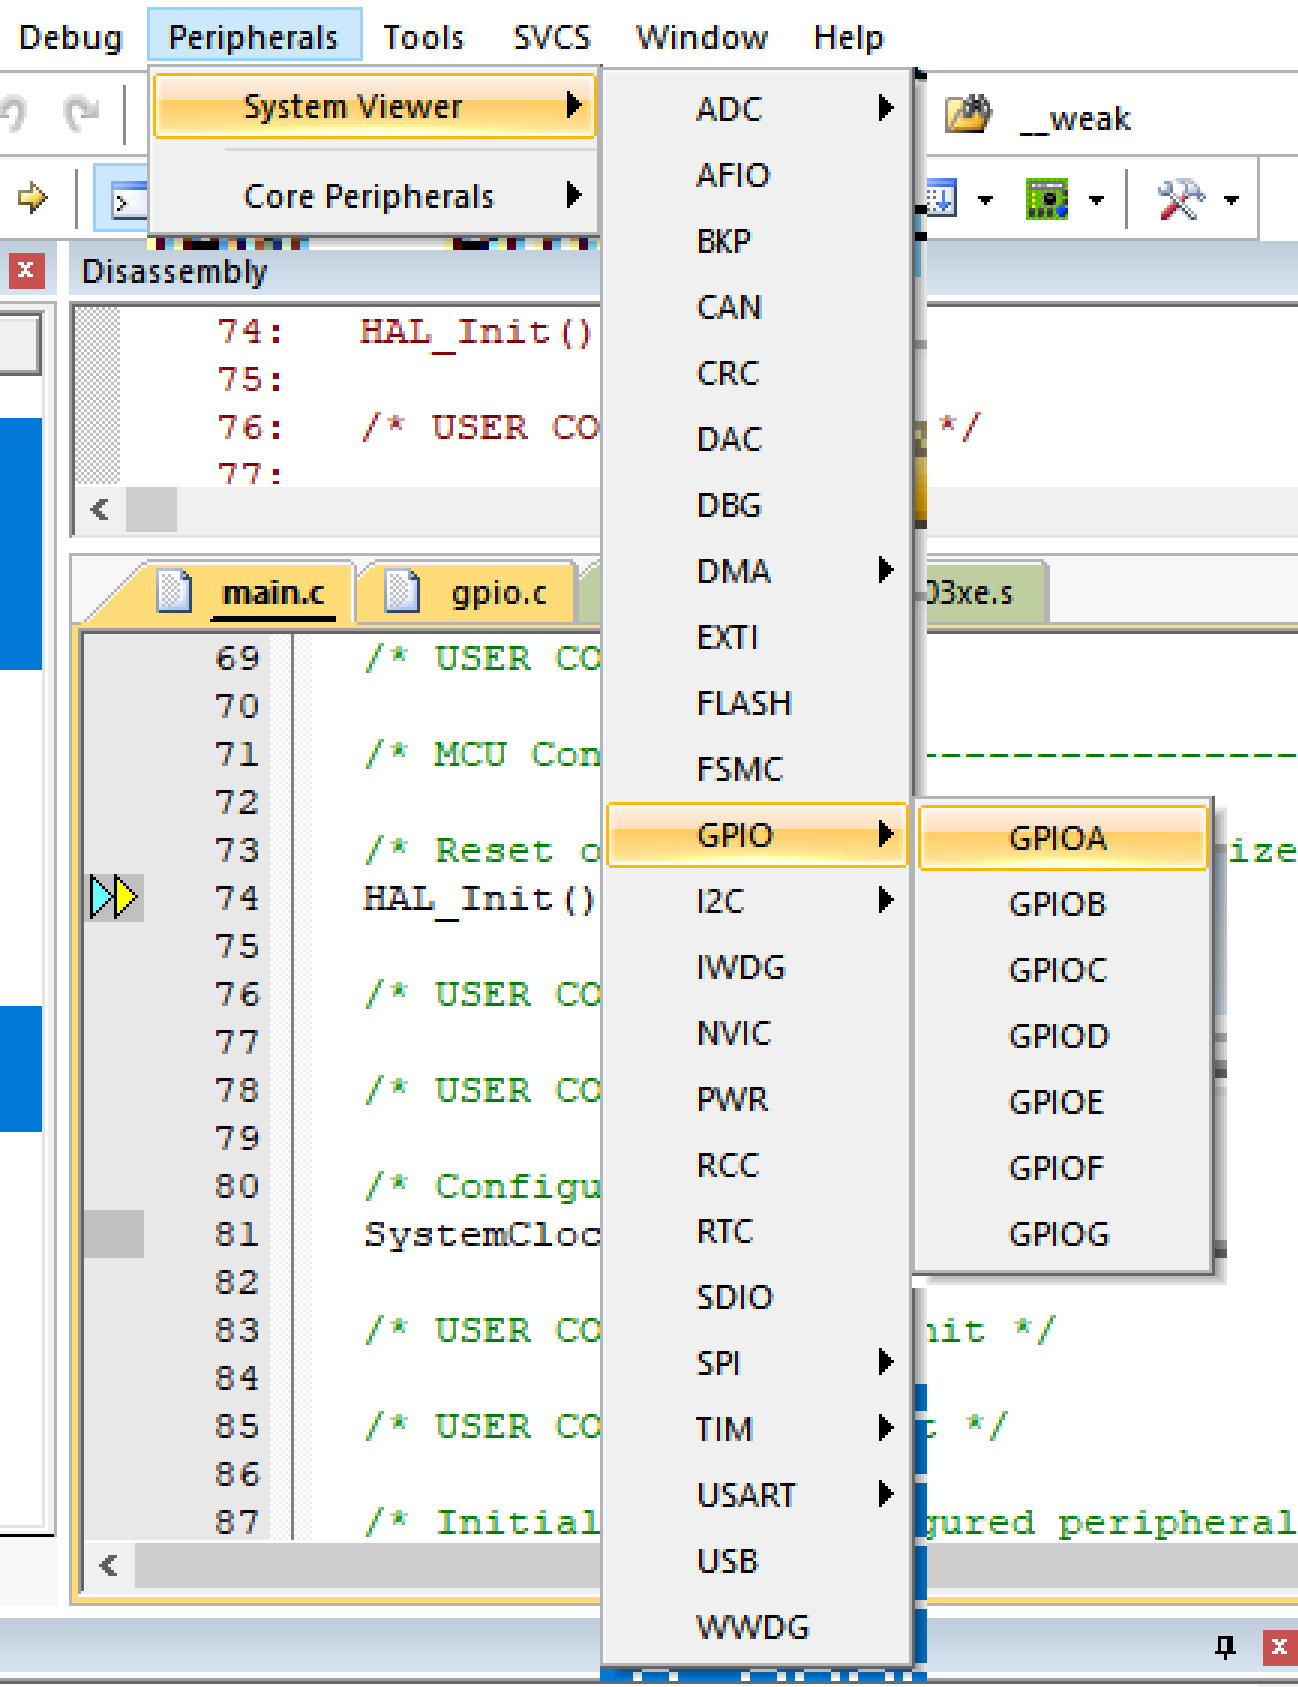 Debug Peripherals Tools SVCS Window Help
System Viewer
Core Peripherals
__weak
ADC
AFIO
BKP
CAN
CRC
DAC
DBG
DMA
EXTI
FLASH
FSMC
GPIO
I2C
IWDG
NVIC
PWR
RCC
RTC
SDIO
SPI
TIM
USART
USB
WWDG
GPIOA
GPIOB
GPIOC
GPIOD
GPIOE
GPIOF
GPIOG
Disassembly
74: HAL_Init()
75:
76: /* USER CO */
77:
main.c gpio.c 03xe.s
69 /* USER CO
70
71 /* MCU Con ----------------
72
73 /* Reset o ize
74 HAL_Init()
75
76 /* USER CO
77
78 /* USER CO
79
80 /* Configu
81 SystemCloc
82
83 /* USER CO nit */
84
85 /* USER CO t */
86
87 /* Initial gured peripheral